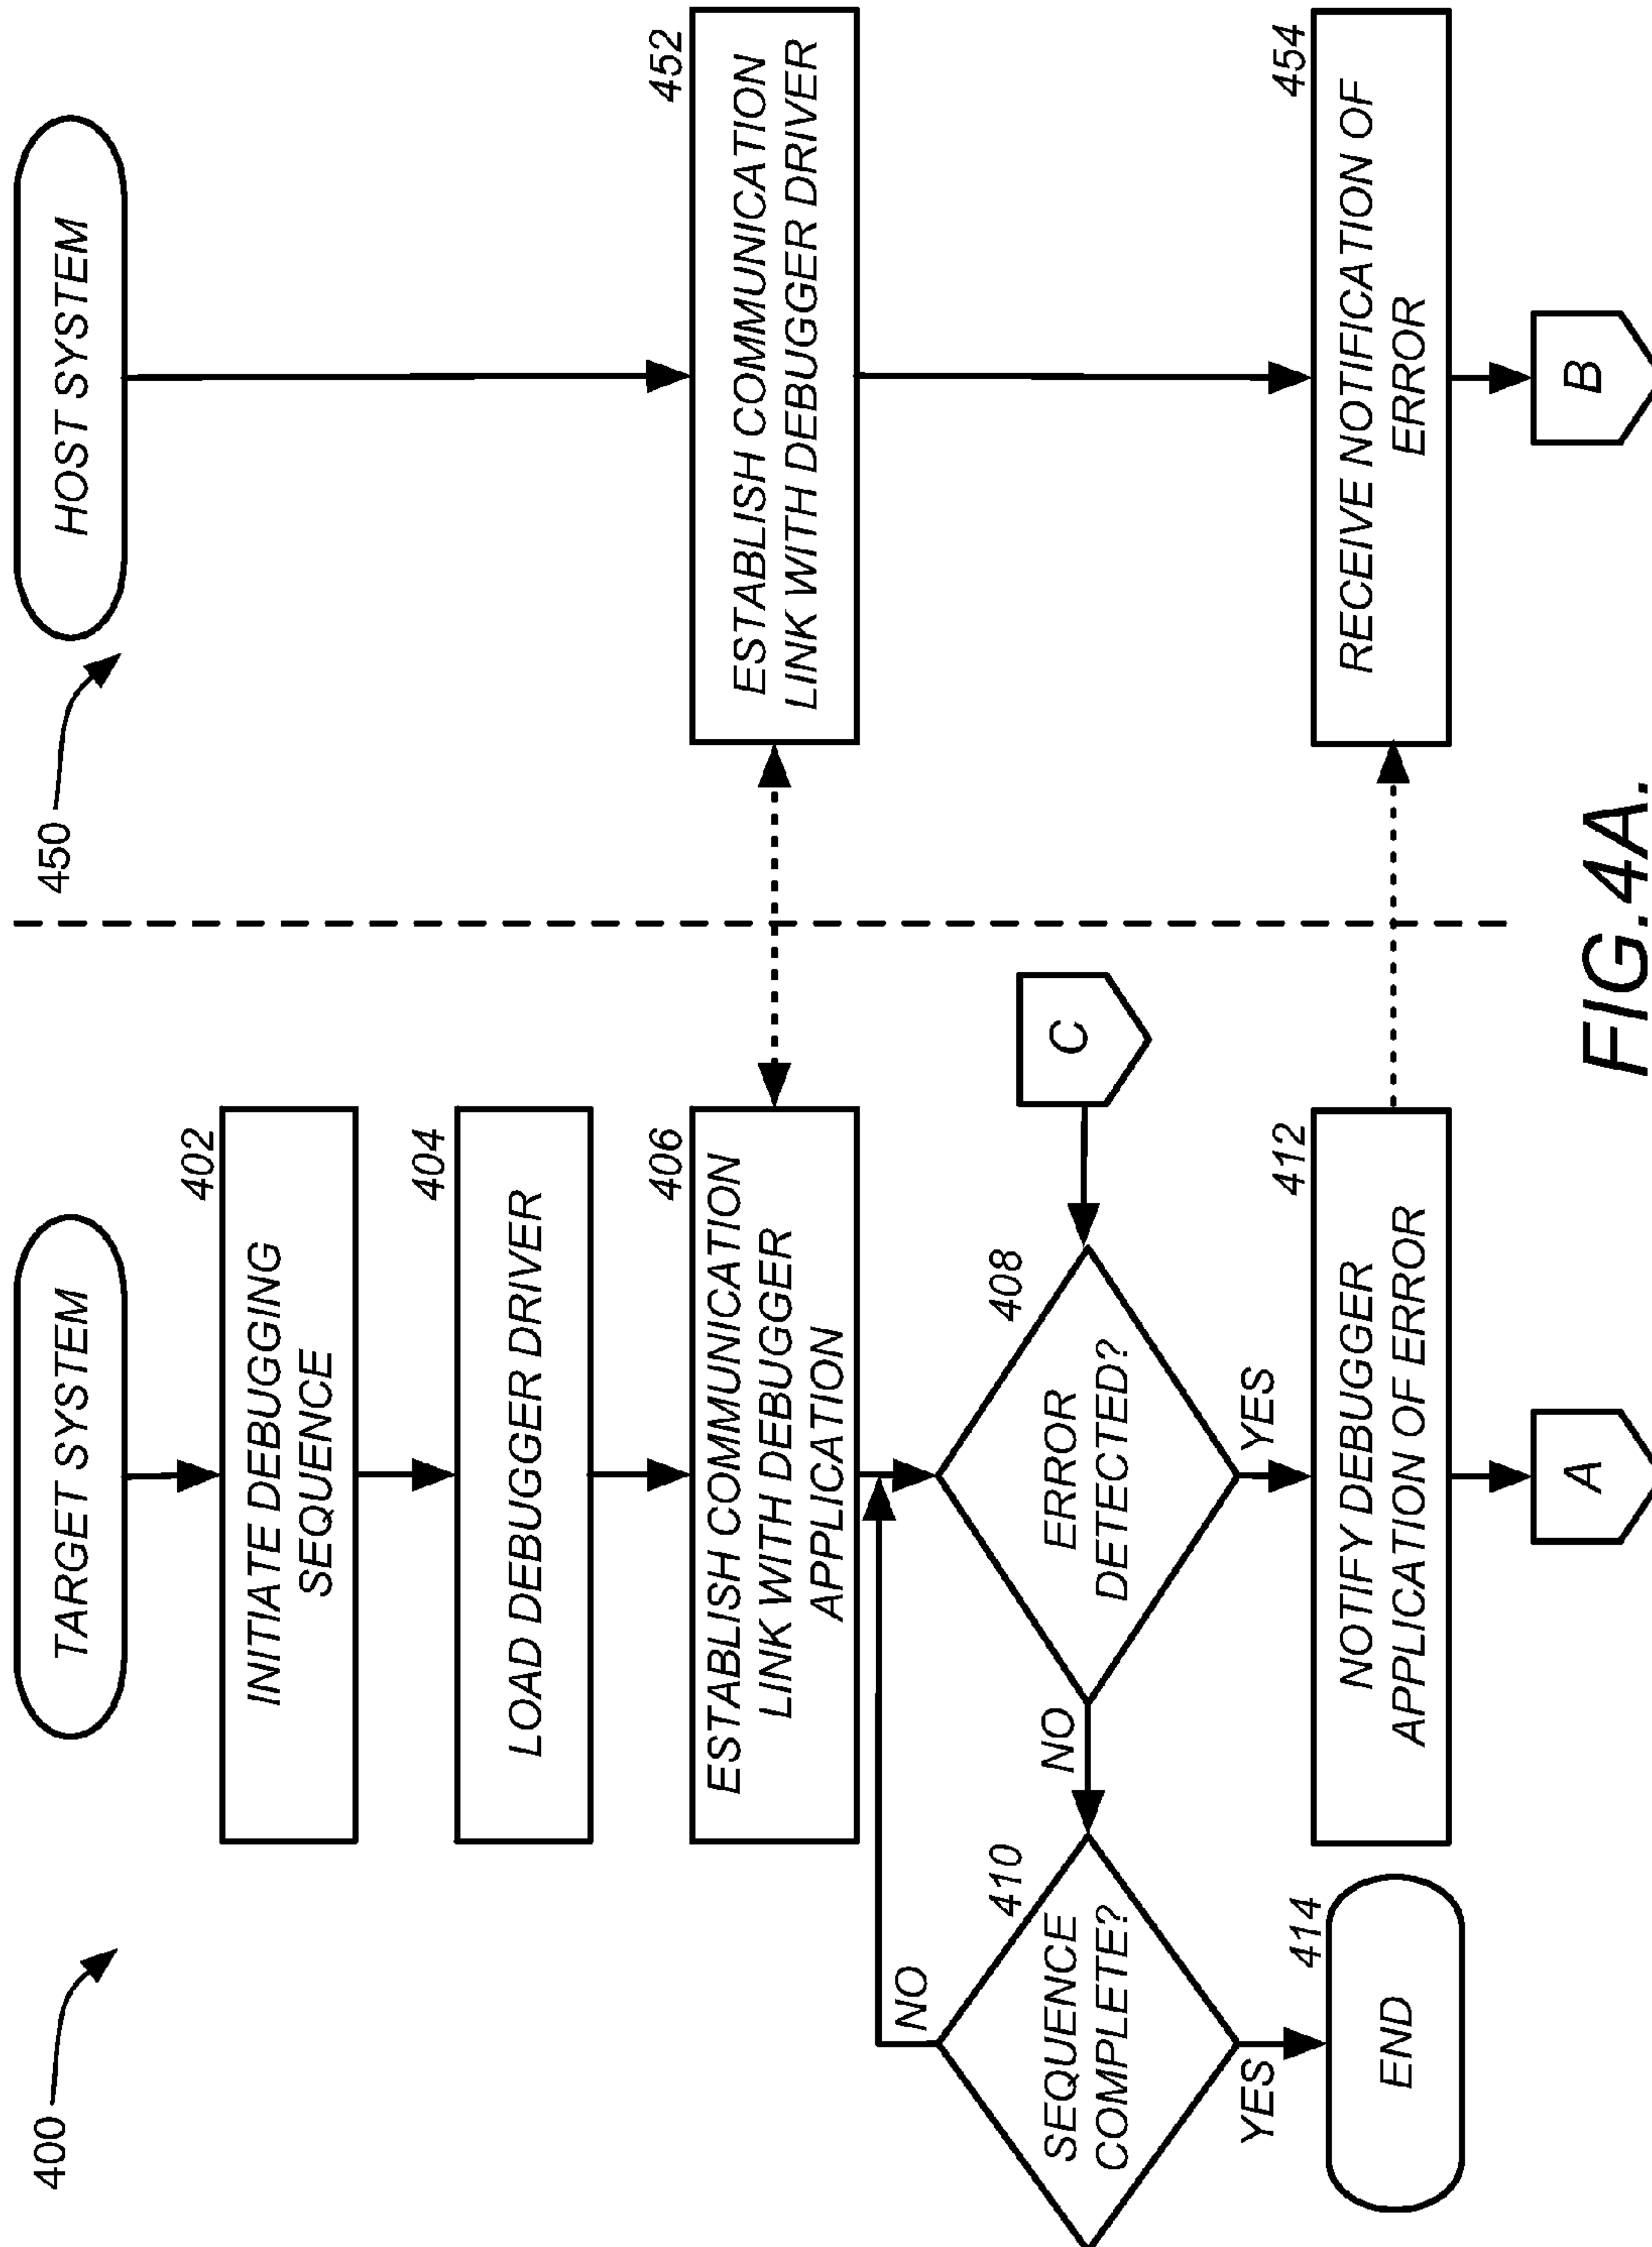 400
TARGET SYSTEM
402
INITIATE DEBUGGING
SEQUENCE
404
LOAD DEBUGGER DRIVER
406
ESTABLISH COMMUNICATION
LINK WITH DEBUGGER
APPLICATION
C
408
ERROR
DETECTED?
NO
YES
410
SEQUENCE
COMPLETE?
NO
YES
412
NOTIFY DEBUGGER
APPLICATION OF ERROR
414
END
A
450
HOST SYSTEM
452
ESTABLISH COMMUNICATION
LINK WITH DEBUGGER DRIVER
454
RECEIVE NOTIFICATION OF
ERROR
B
FIG.4A.